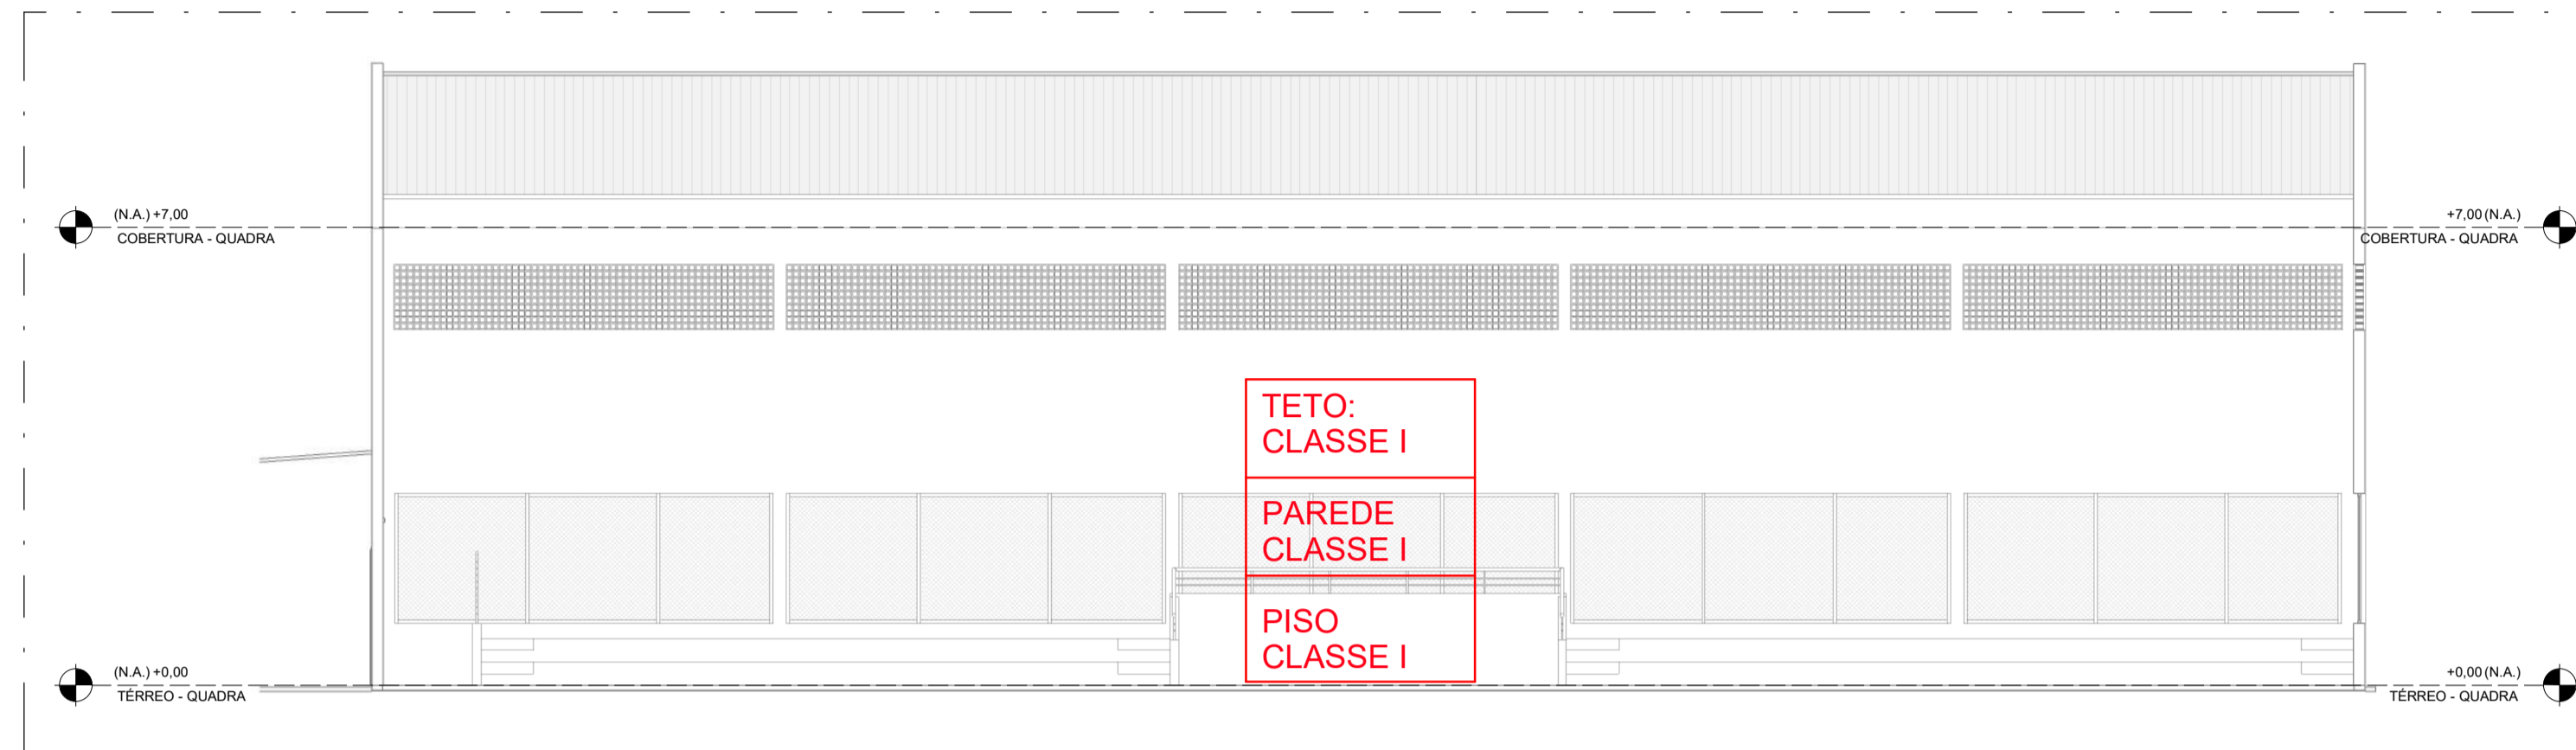 (N.A.) +7,00
COBERTURA - QUADRA
+7,00 (N.A.)
COBERTURA - QUADRA
TETO:
CLASSE I
PAREDE
CLASSE I
PISO
CLASSE I
(N.A.) +0,00
TÉRREO - QUADRA
+0,00 (N.A.)
TÉRREO - QUADRA